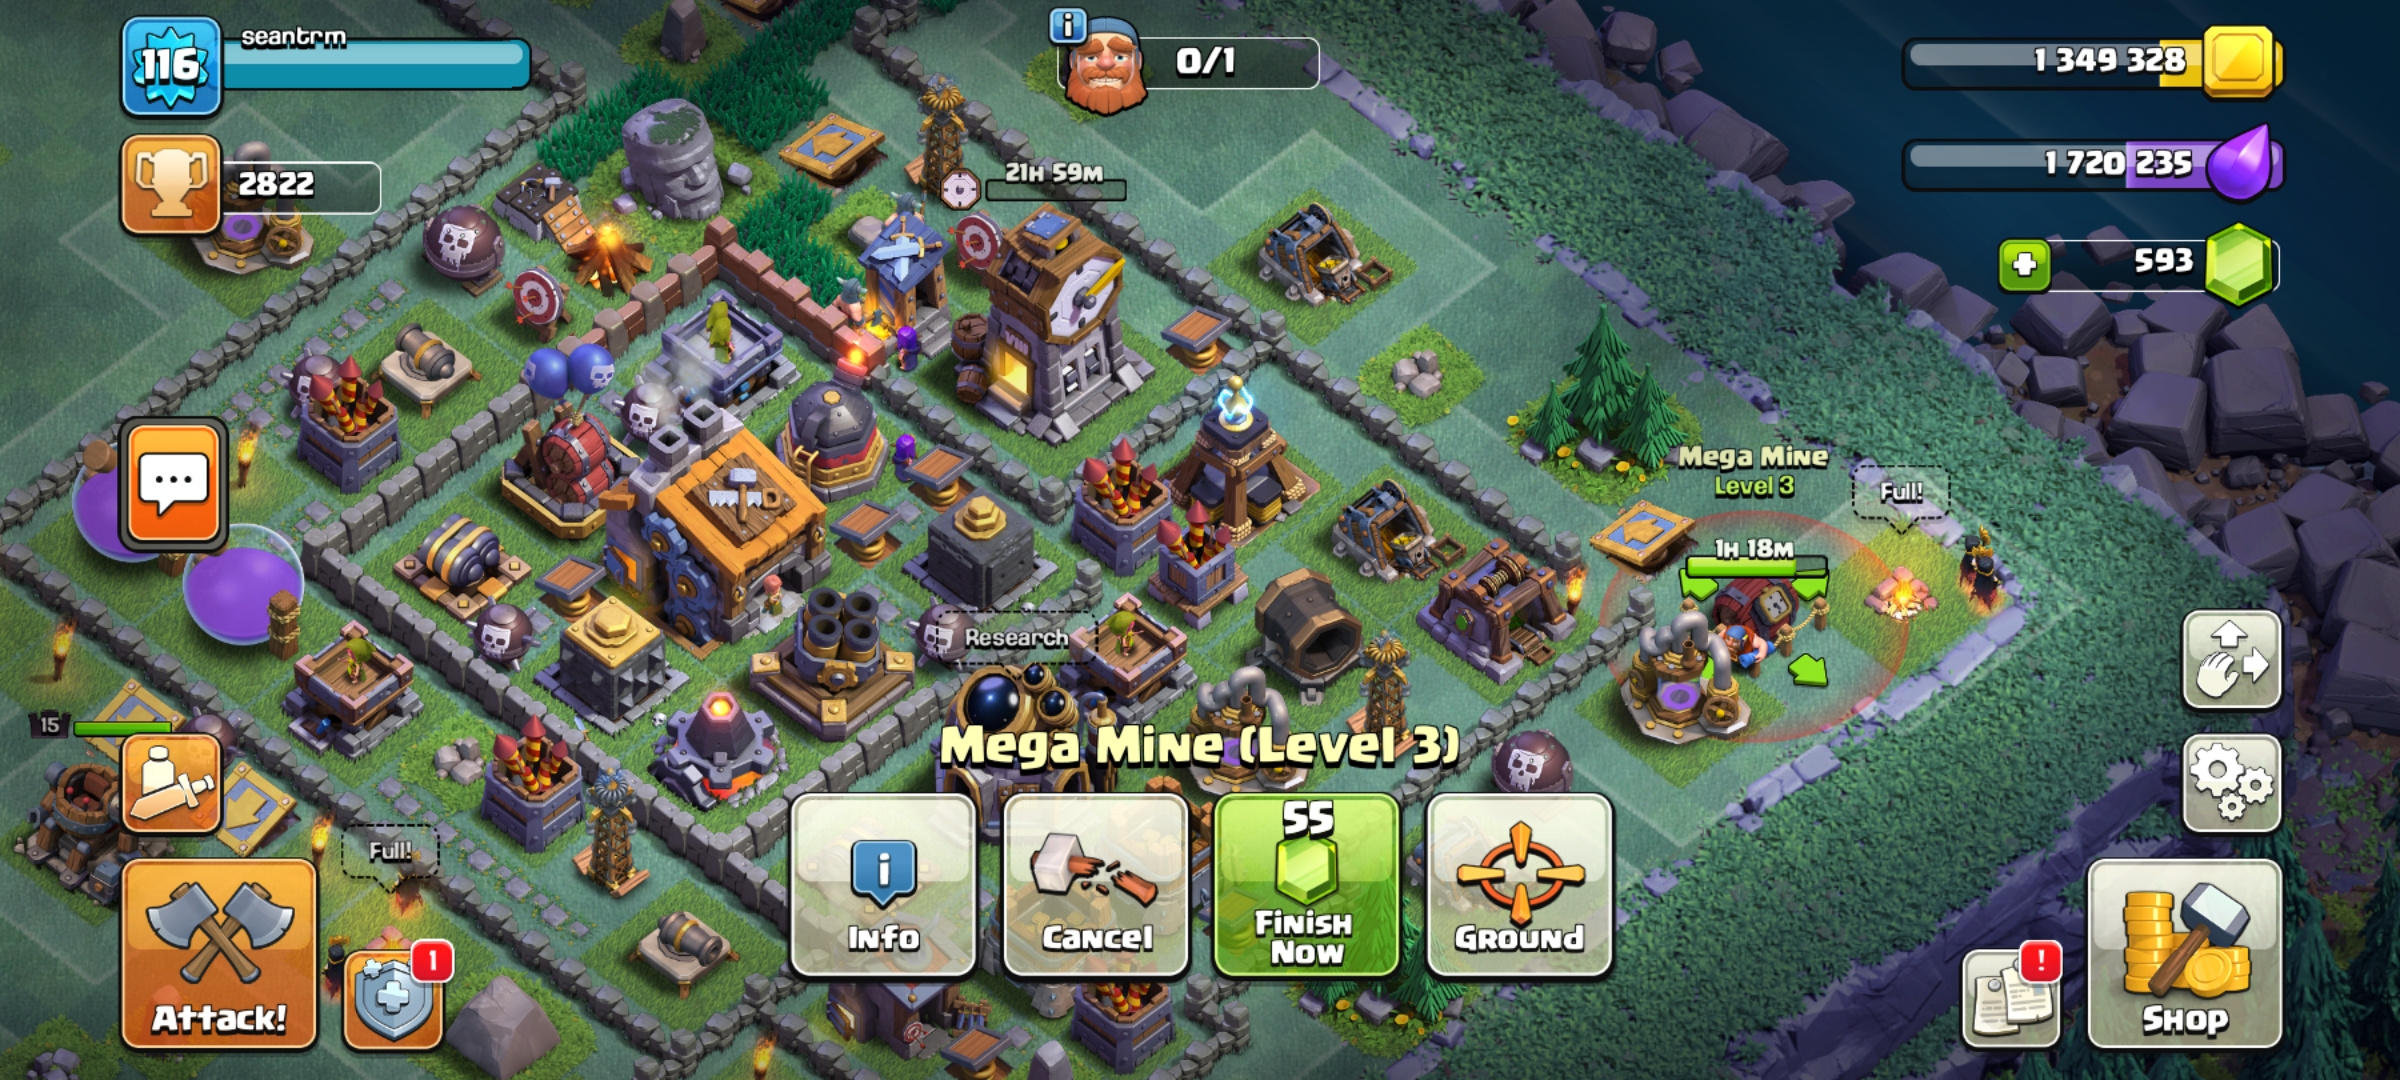 116
seantrm
0/1
1 349 328
2822
21H 59M
1 720 235
593
VIII
Mega Mine
Level 3
Full!
1H 18M
Research
15
Mega Mine (Level 3)
Full!
Info
Cancel
55
Finish
Now
Ground
Attack!
1
!
Shop